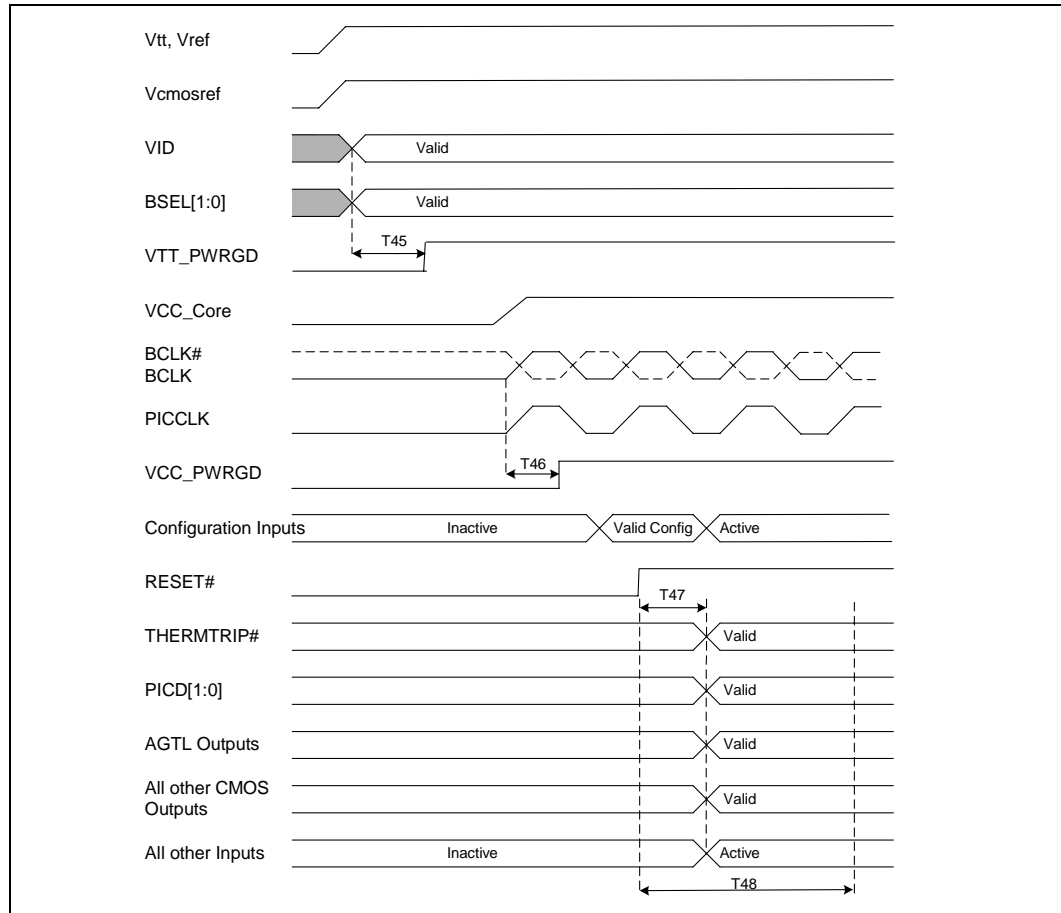 Vtt, Vref
Vcmosref
VID
Valid
BSEL[1:0]
Valid
T45
VTT_PWRGD
VCC_Core
BCLK#
BCLK
PICCLK
T46
VCC_PWRGD
Configuration Inputs
Inactive
Valid Config
Active
RESET#
T47
THERMTRIP#
Valid
PICD[1:0]
Valid
AGTL Outputs
Valid
All other CMOS
Outputs
Valid
All other Inputs
Inactive
Active
T48